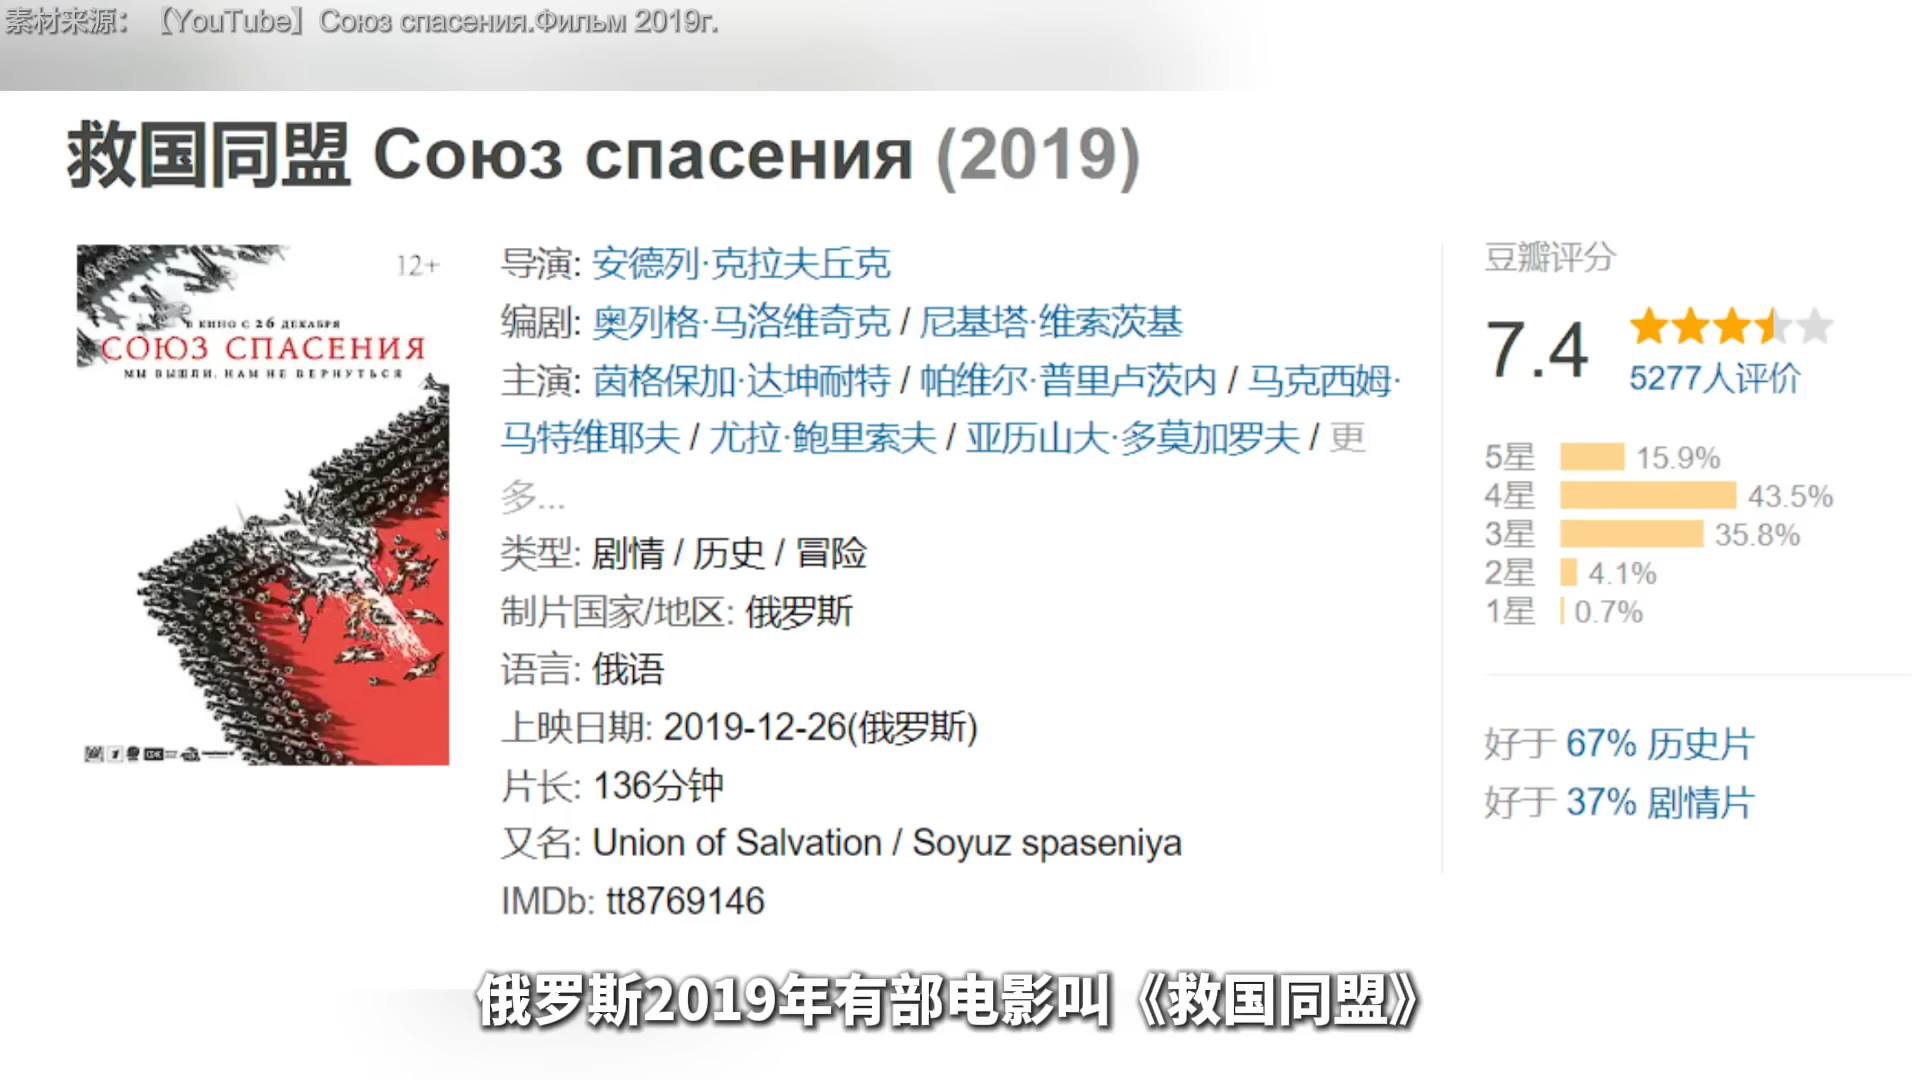 素材来源：【YouTube】Союз спасения.Фильм 2019г.
救国同盟 Союз спасения (2019)
12+
В КИНО С 26 ДЕКАБРЯ
СОЮЗ СПАСЕНИЯ
МЫ ВЫШЛИ. НАМ НЕ ВЕРНУТЬСЯ
导演: 安德列·克拉夫丘克
编剧: 奥列格·马洛维奇克 / 尼基塔·维索茨基
主演: 茵格保加·达坤耐特 / 帕维尔·普里卢茨内 / 马克西姆·
马特维耶夫 / 尤拉·鲍里索夫 / 亚历山大·多莫加罗夫 / 更
多...
类型: 剧情 / 历史 / 冒险
制片国家/地区: 俄罗斯
语言: 俄语
上映日期: 2019-12-26(俄罗斯)
片长: 136分钟
又名: Union of Salvation / Soyuz spaseniya
IMDb: tt8769146
豆瓣评分
7.4
5277人评价
5星 15.9%
4星 43.5%
3星 35.8%
2星 4.1%
1星 0.7%
好于 67% 历史片
好于 37% 剧情片
俄罗斯2019年有部电影叫《救国同盟》